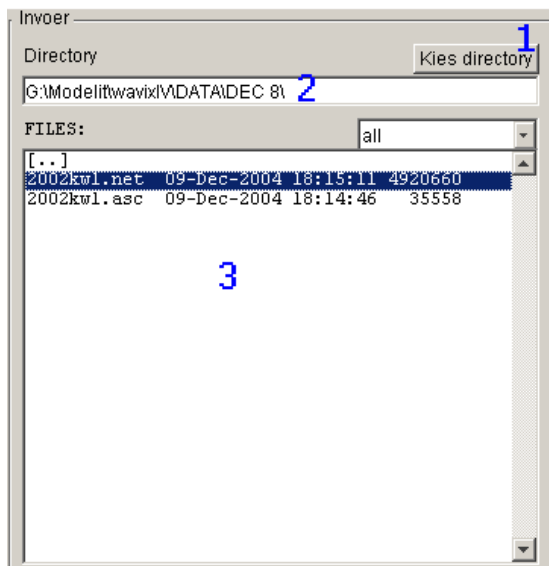 Invoer
1
Directory
Kies directory
G:\Modelit\wavixIV\DATA\DEC 8\
2
FILES:
all
[..]
2002kwl.net 09-Dec-2004 18:15:11 4920660
2002kwl.asc 09-Dec-2004 18:14:46 35558
3